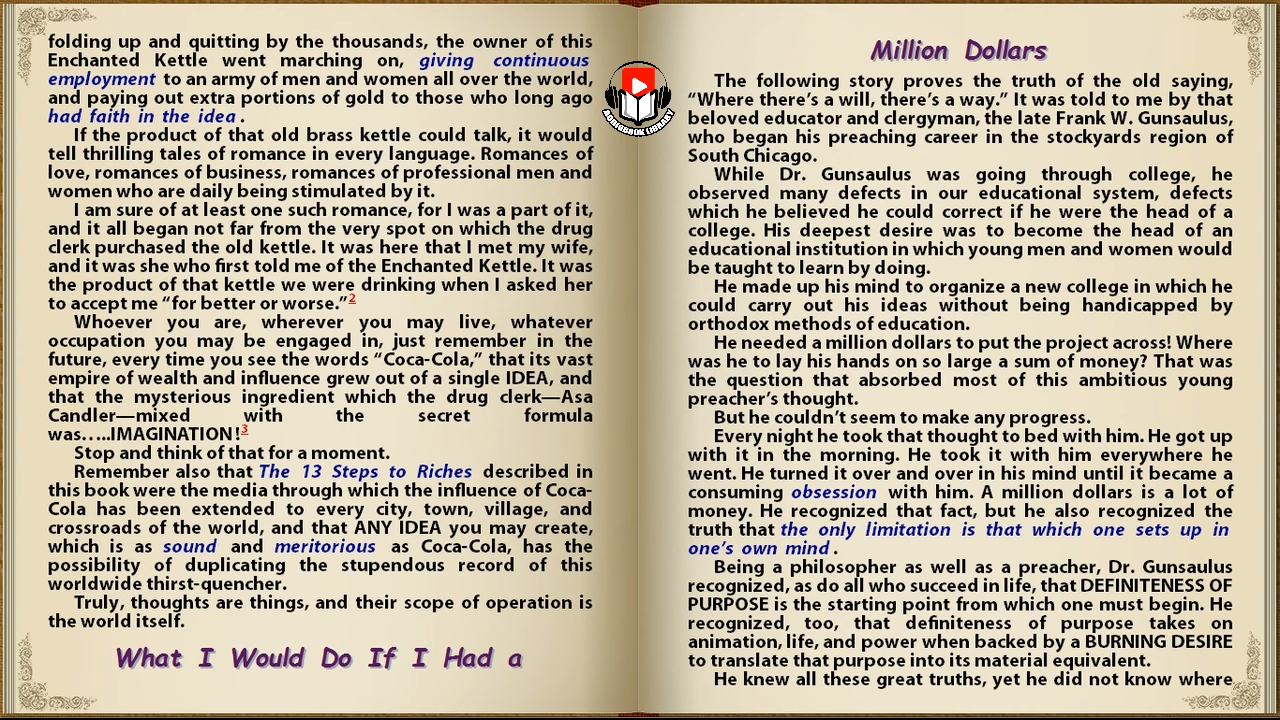 folding up and quitting by the thousands, the owner of this
Enchanted Kettle went marching on, giving continuous
employment to an army of men and women all over the world,
and paying out extra portions of gold to those who long ago
had faith in the idea .
If the product of that old brass kettle could talk, it would
tell thrilling tales of romance in every language. Romances of
love, romances of business, romances of professional men and
women who are daily being stimulated by it.
I am sure of at least one such romance, for I was a part of it,
and it all began not far from the very spot on which the drug
clerk purchased the old kettle. It was here that I met my wife,
and it was she who first told me of the Enchanted Kettle. It was
the product of that kettle we were drinking when I asked her
to accept me “for better or worse.”2
Whoever you are, wherever you may live, whatever
occupation you may be engaged in, just remember in the
future, every time you see the words “Coca-Cola,” that its vast
empire of wealth and influence grew out of a single IDEA, and
that the mysterious ingredient which the drug clerk—Asa
Candler—mixed with the secret formula
was…..IMAGINATION!3
Stop and think of that for a moment.
Remember also that The 13 Steps to Riches described in
this book were the media through which the influence of Coca-
Cola has been extended to every city, town, village, and
crossroads of the world, and that ANY IDEA you may create,
which is as sound and meritorious as Coca-Cola, has the
possibility of duplicating the stupendous record of this
worldwide thirst-quencher.
Truly, thoughts are things, and their scope of operation is
the world itself.
What I Would Do If I Had a
Million Dollars
The following story proves the truth of the old saying,
“Where there’s a will, there’s a way.” It was told to me by that
beloved educator and clergyman, the late Frank W. Gunsaulus,
who began his preaching career in the stockyards region of
South Chicago.
While Dr. Gunsaulus was going through college, he
observed many defects in our educational system, defects
which he believed he could correct if he were the head of a
college. His deepest desire was to become the head of an
educational institution in which young men and women would
be taught to learn by doing.
He made up his mind to organize a new college in which he
could carry out his ideas without being handicapped by
orthodox methods of education.
He needed a million dollars to put the project across! Where
was he to lay his hands on so large a sum of money? That was
the question that absorbed most of this ambitious young
preacher’s thought.
But he couldn’t seem to make any progress.
Every night he took that thought to bed with him. He got up
with it in the morning. He took it with him everywhere he
went. He turned it over and over in his mind until it became a
consuming obsession with him. A million dollars is a lot of
money. He recognized that fact, but he also recognized the
truth that the only limitation is that which one sets up in
one’s own mind .
Being a philosopher as well as a preacher, Dr. Gunsaulus
recognized, as do all who succeed in life, that DEFINITENESS OF
PURPOSE is the starting point from which one must begin. He
recognized, too, that definiteness of purpose takes on
animation, life, and power when backed by a BURNING DESIRE
to translate that purpose into its material equivalent.
He knew all these great truths, yet he did not know where
AUDIOBOOK LIBRARY